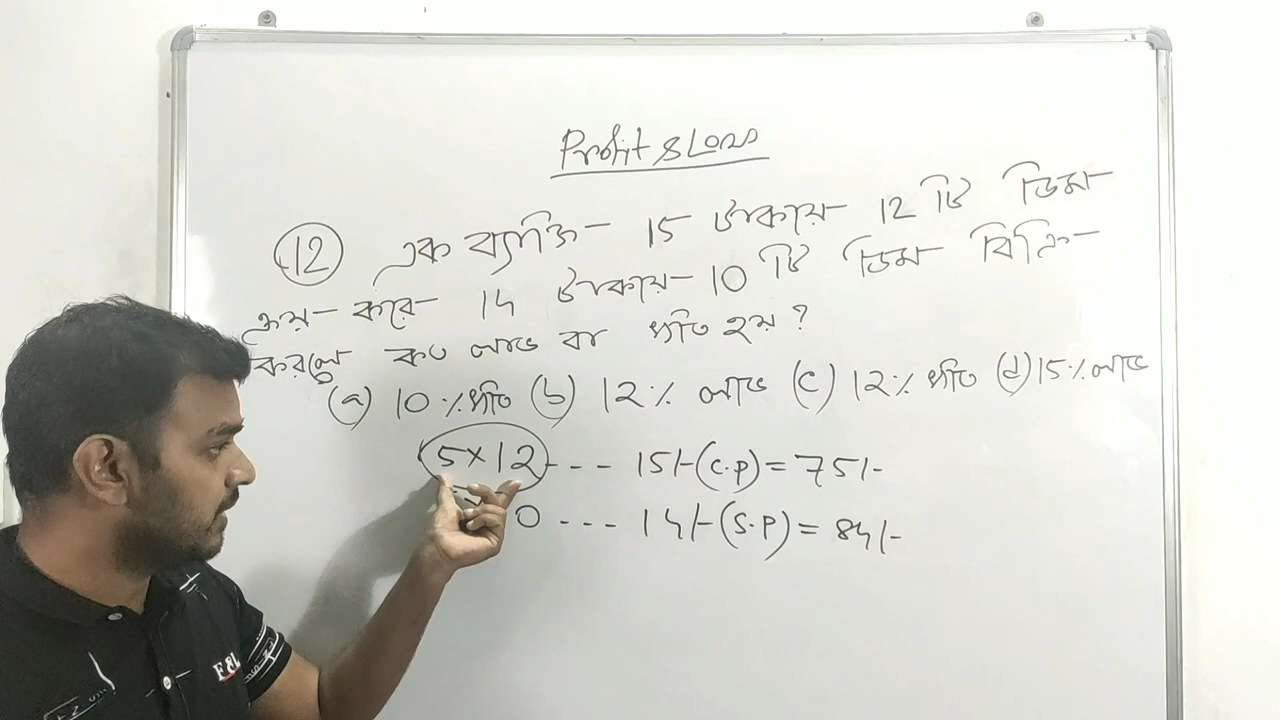 Profit & Loss
12 এক ব্যাক্তি 15 টাকায় 12 টি ডিম
ক্রয় করে 14 টাকায় 10 টি ডিম বিক্রি
করলে কত লাভ বা ক্ষতি হয় ?
(a) 10 % ক্ষতি (b) 12 % লাভ (c) 12 % ক্ষতি (d) 15 % লাভ
5 × 12 - - - 15/- (C.P) = 75/-
0 - - - 14/- (S.P) = 84/-